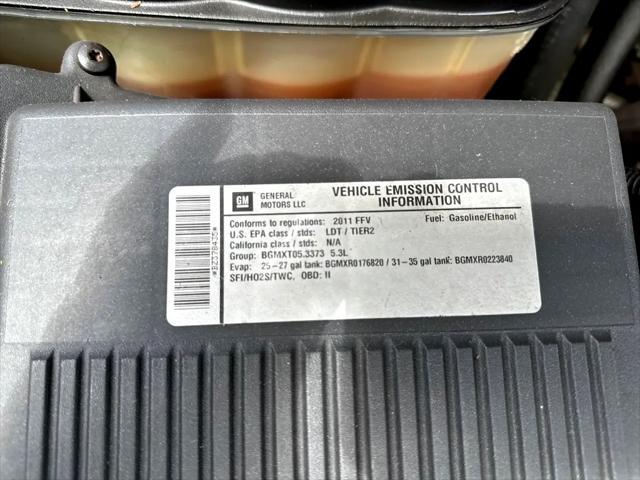 GM GENERAL MOTORS LLC
VEHICLE EMISSION CONTROL
INFORMATION
Conforms to regulations: 2011 FFV Fuel: Gasoline/Ethanol
U.S. EPA class / stds: LDT / TIER2
California class / stds: N/A
Group: BGMXT05.3373 5.3L
Evap: 25-27 gal tank: BGMXR0176820 / 31-35 gal tank: BGMXR0223840
SFI/HO2S/TWC, OBD: II
*BZ378435*